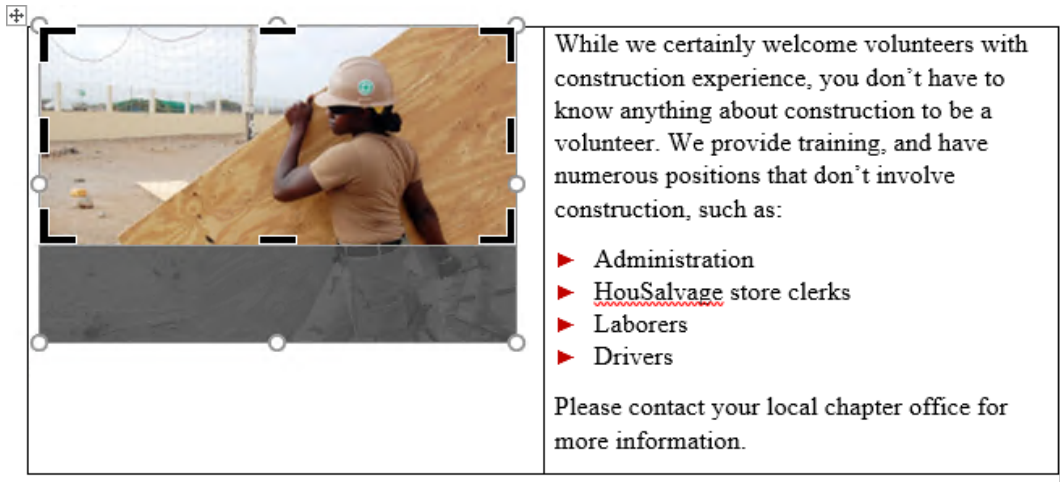 While we certainly welcome volunteers with
construction experience, you don’t have to
know anything about construction to be a
volunteer. We provide training, and have
numerous positions that don’t involve
construction, such as:
► Administration
► HouSalvage store clerks
► Laborers
► Drivers
Please contact your local chapter office for
more information.